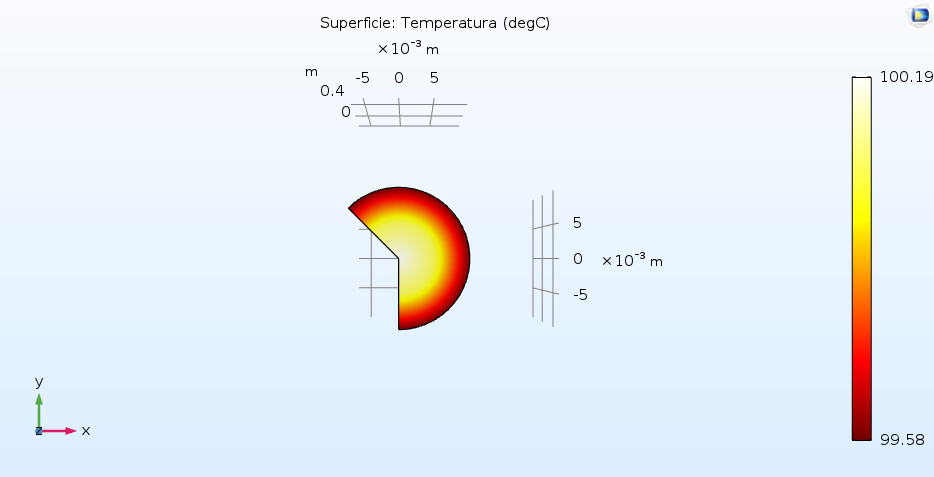 Superficie: Temperatura (degC)
×10⁻³ m
m
-5 0 5
0.4
0
100.19
5
0 ×10⁻³ m
-5
y
z x
99.58